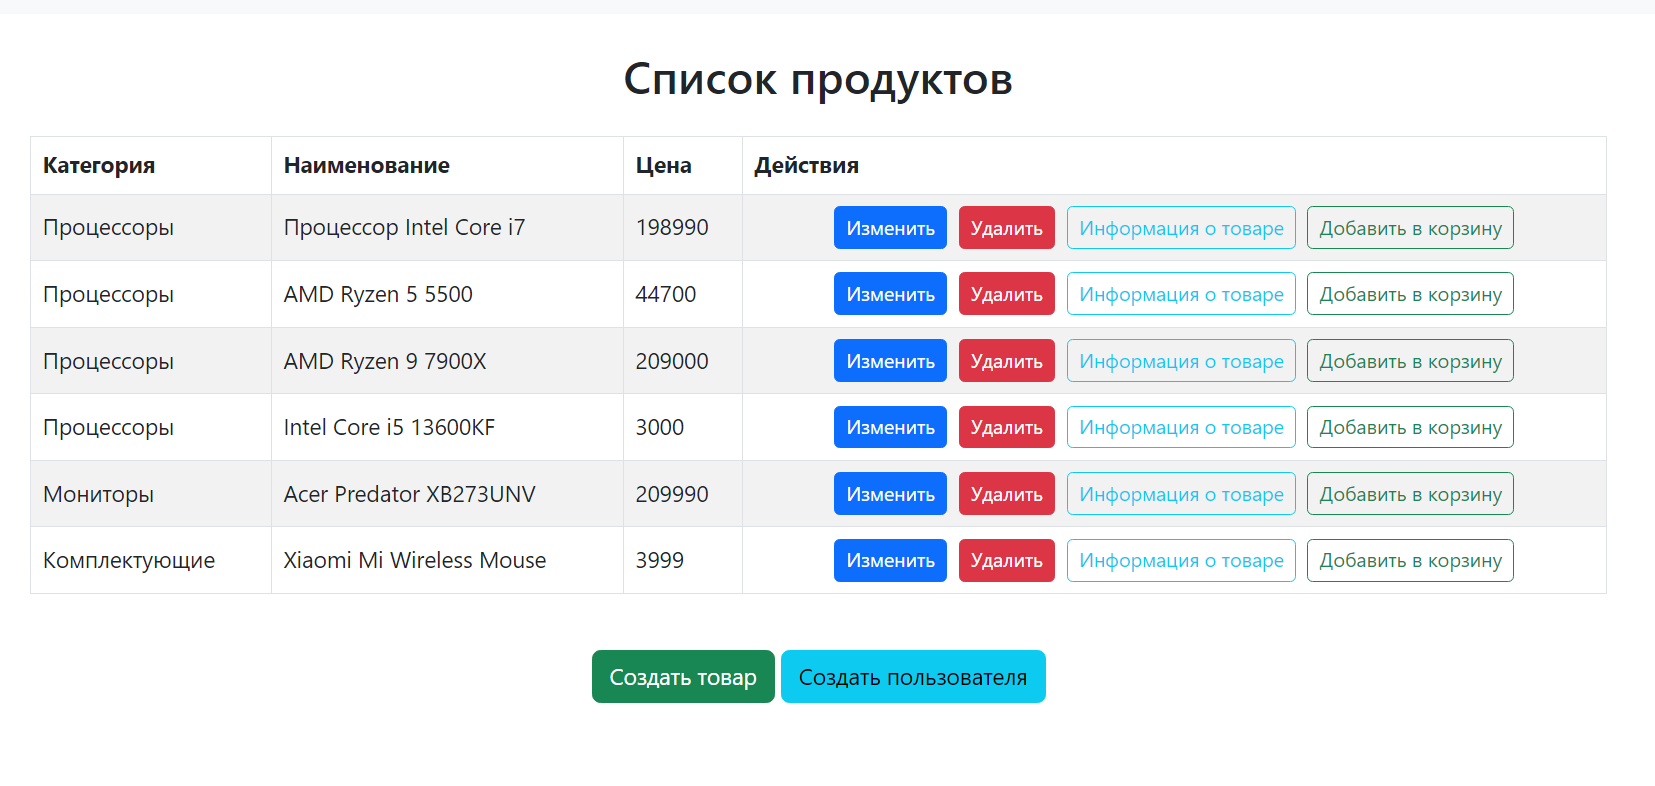 Список продуктов
Категория Наименование Цена Действия
Процессоры Процессор Intel Core i7 198990 Изменить Удалить Информация о товаре Добавить в корзину
Процессоры AMD Ryzen 5 5500 44700 Изменить Удалить Информация о товаре Добавить в корзину
Процессоры AMD Ryzen 9 7900X 209000 Изменить Удалить Информация о товаре Добавить в корзину
Процессоры Intel Core i5 13600KF 3000 Изменить Удалить Информация о товаре Добавить в корзину
Мониторы Acer Predator XB273UNV 209990 Изменить Удалить Информация о товаре Добавить в корзину
Комплектующие Xiaomi Mi Wireless Mouse 3999 Изменить Удалить Информация о товаре Добавить в корзину
Создать товар Создать пользователя